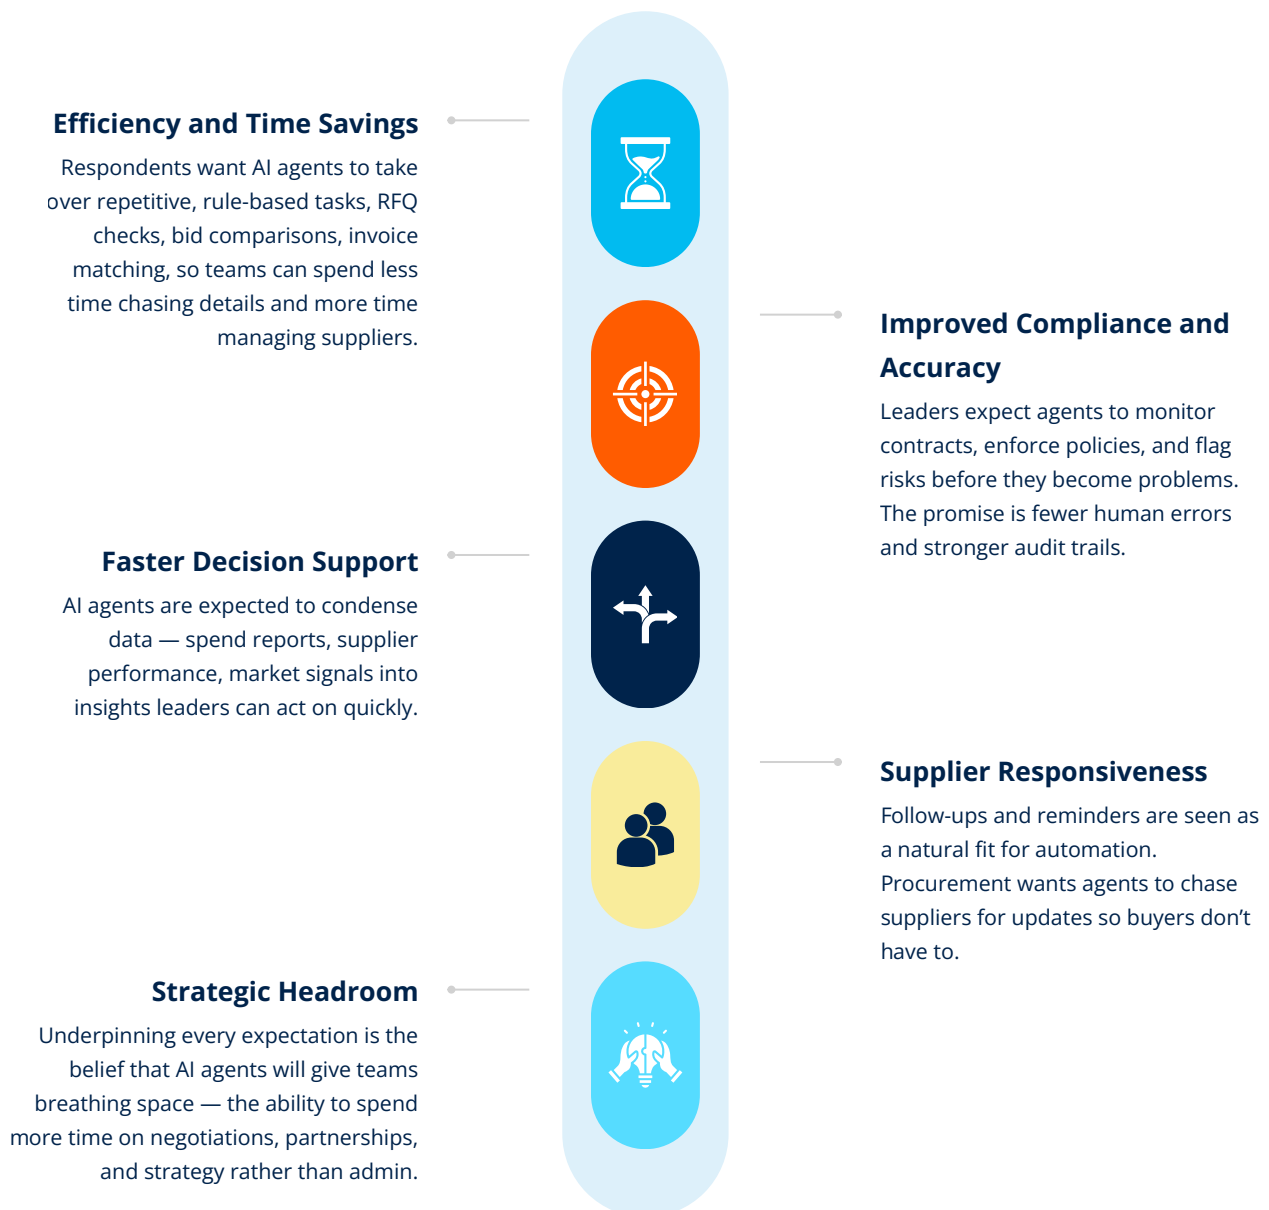 Efficiency and Time Savings
Respondents want AI agents to take
over repetitive, rule-based tasks, RFQ
checks, bid comparisons, invoice
matching, so teams can spend less
time chasing details and more time
managing suppliers.
Improved Compliance and
Accuracy
Leaders expect agents to monitor
contracts, enforce policies, and flag
risks before they become problems.
The promise is fewer human errors
and stronger audit trails.
Faster Decision Support
AI agents are expected to condense
data — spend reports, supplier
performance, market signals into
insights leaders can act on quickly.
Supplier Responsiveness
Follow-ups and reminders are seen as
a natural fit for automation.
Procurement wants agents to chase
suppliers for updates so buyers don’t
have to.
Strategic Headroom
Underpinning every expectation is the
belief that AI agents will give teams
breathing space — the ability to spend
more time on negotiations, partnerships,
and strategy rather than admin.